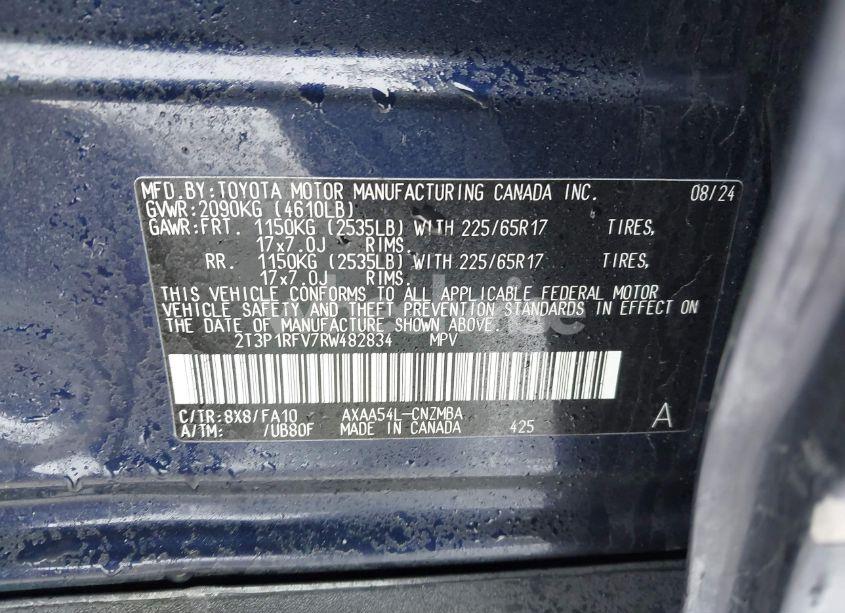 MFD.BY:TOYOTA MOTOR MANUFACTURING CANADA INC. 08/24
GVWR:2090KG (4610LB)
GAWR:FRT. 1150KG (2535LB) WITH 225/65R17 TIRES,
17x7.0J RIMS.
RR. 1150KG (2535LB) WITH 225/65R17 TIRES,
17x7.0J RIMS.
THIS VEHICLE CONFORMS TO ALL APPLICABLE FEDERAL MOTOR
VEHICLE SAFETY AND THEFT PREVENTION STANDARDS IN EFFECT ON
THE DATE OF MANUFACTURE SHOWN ABOVE.
2T3P1RFV7RW482834 MPV
C/TR:8X8/FA10 AXAA54L-CNZMBA
A/TM: /UB80F MADE IN CANADA 425 A